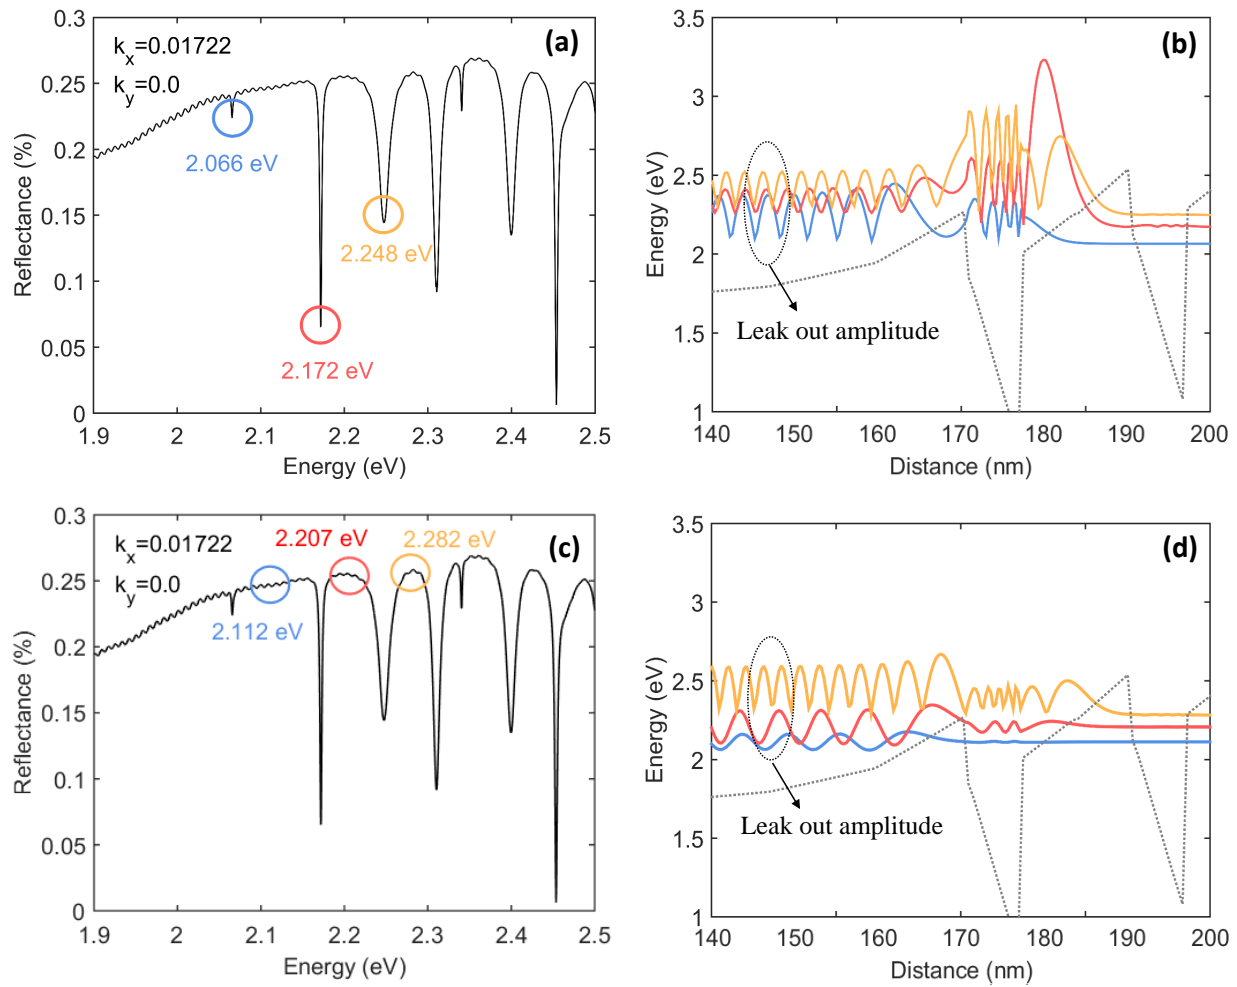 (a)
k_x=0.01722
k_y=0.0
2.066 eV
2.248 eV
2.172 eV
Reflectance (%)
0.3
0.25
0.2
0.15
0.1
0.05
0
1.9 2 2.1 2.2 2.3 2.4 2.5
Energy (eV)
(b)
Energy (eV)
3.5
3
2.5
2
1.5
1
Leak out amplitude
140 150 160 170 180 190 200
Distance (nm)
(c)
k_x=0.01722
k_y=0.0
2.207 eV 2.282 eV
2.112 eV
Reflectance (%)
0.3
0.25
0.2
0.15
0.1
0.05
0
1.9 2 2.1 2.2 2.3 2.4 2.5
Energy (eV)
(d)
Energy (eV)
3.5
3
2.5
2
1.5
1
Leak out amplitude
140 150 160 170 180 190 200
Distance (nm)